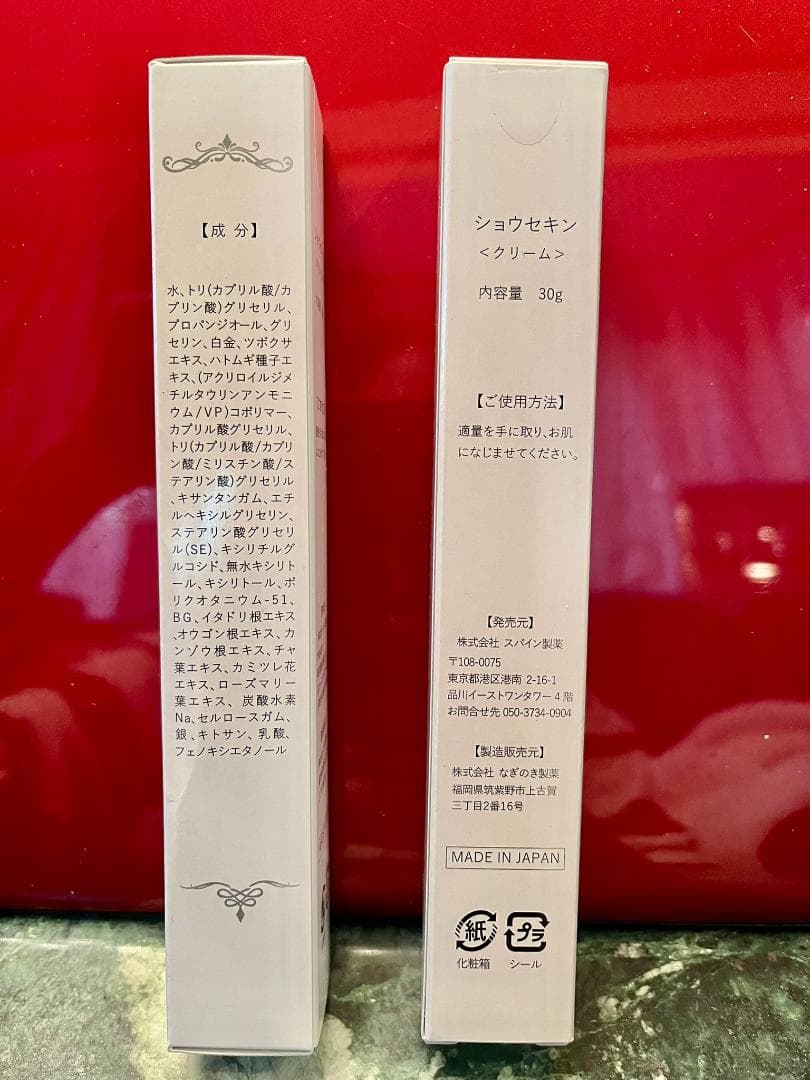 【成 分】
水、トリ(カプリル酸/カ
プリン酸)グリセリル、
プロパンジオール、グリ
セリン、白金、ツボクサ
エキス、ハトムギ種子エ
キス、(アクリロイルジメ
チルタウリンアンモニ
ウム/VP)コポリマー、
カプリル酸グリセリル、
トリ(カプリル酸/カプリ
ン酸/ミリスチン酸/ス
テアリン酸)グリセリル
、キサンタンガム、エチ
ルヘキシルグリセリン、
ステアリン酸グリセリ
ル(SE)、キシリチルグ
ルコシド、無水キシリト
ール、キシリトール、ポ
リクオタニウム-51、
BG、イタドリ根エキス
、オウゴン根エキス、カ
ンゾウ根エキス、チャ
葉エキス、カミツレ花
エキス、ローズマリー
葉エキス、炭酸水素
Na、セルロースガム、
銀、キトサン、乳酸、
フェノキシエタノール
ショウセキン
<クリーム>
内容量 30g
【ご使用方法】
適量を手に取り、お肌
になじませてください。
【発売元】
株式会社 スパイン製薬
〒108-0075
東京都港区港南 2-16-1
品川イーストワンタワー 4 階
お問合せ先 050-3734-0904
【製造販売元】
株式会社 なぎのき製薬
福岡県筑紫野市上古賀
三丁目2番16号
MADE IN JAPAN
紙 プラ
化粧箱 シール